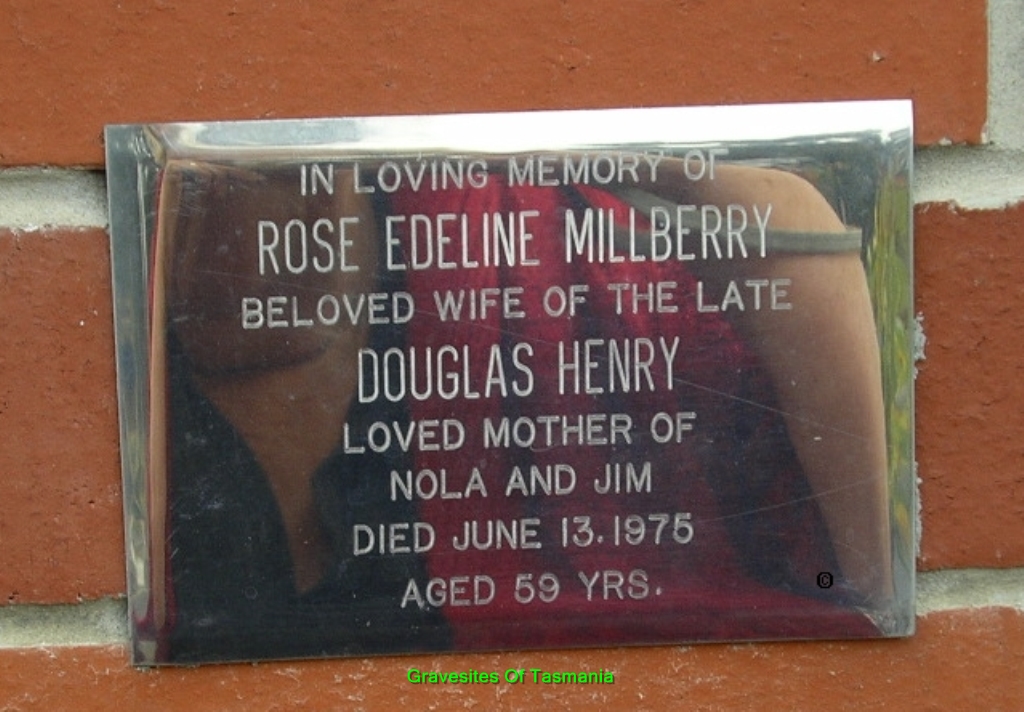 IN LOVING MEMORY OF
ROSE EDELINE MILLBERRY
BELOVED WIFE OF THE LATE
DOUGLAS HENRY
LOVED MOTHER OF
NOLA AND JIM
DIED JUNE 13.1975
AGED 59 YRS.
©
Gravesites Of Tasmania